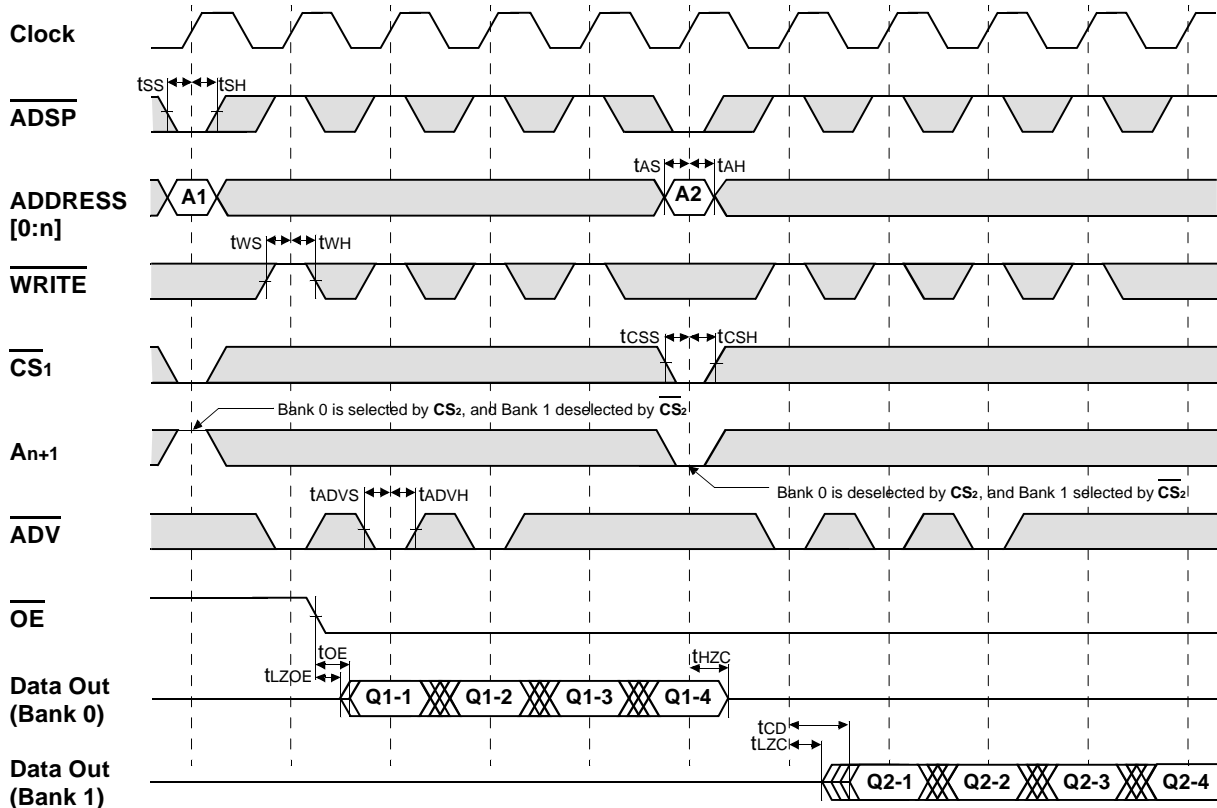 Clock
tSS tSH
ADSP
tAS tAH
ADDRESS
[0:n]
A1
A2
tWS tWH
WRITE
tCSS tCSH
CS1
Bank 0 is selected by CS2, and Bank 1 deselected by CS2
An+1
Bank 0 is deselected by CS2, and Bank 1 selected by CS2
tADVS tADVH
ADV
OE
tOE
tLZOE
tHZC
Data Out
(Bank 0)
Q1-1 Q1-2 Q1-3 Q1-4
tCD
tLZC
Data Out
(Bank 1)
Q2-1 Q2-2 Q2-3 Q2-4